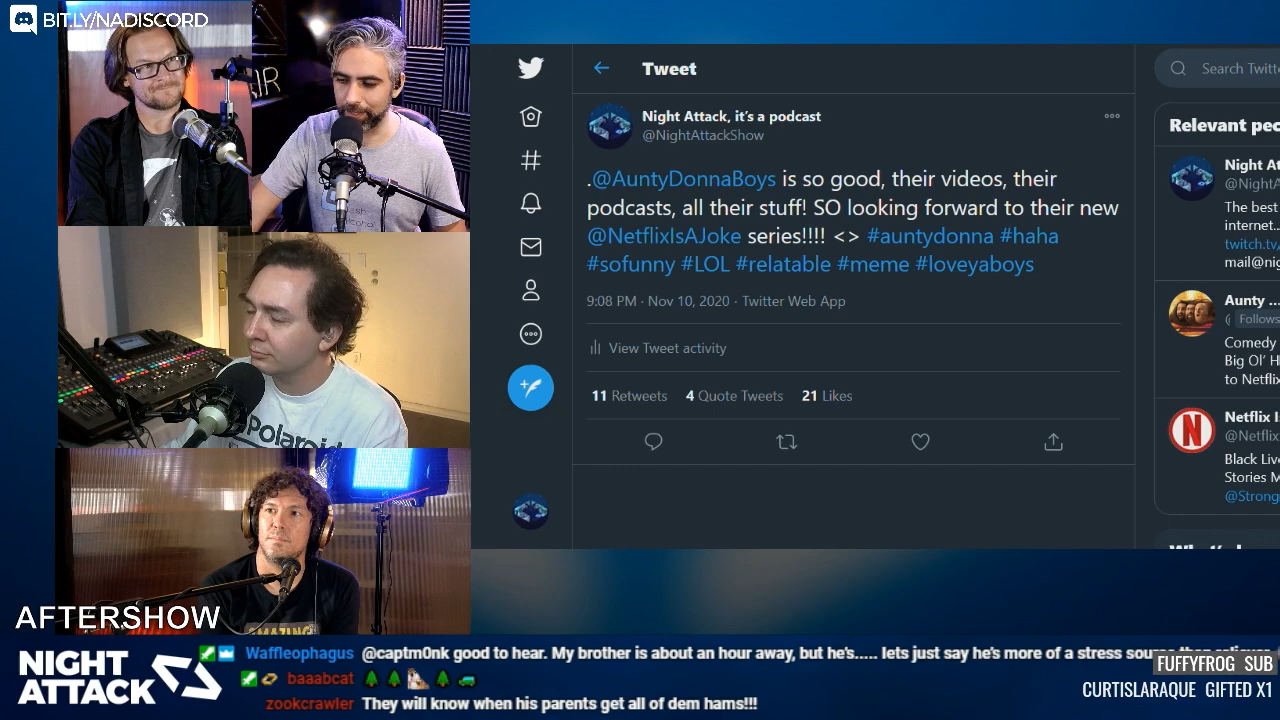 BIT.LY/NADISCORD
Tweet
Search Twitt
Night Attack, it's a podcast
@NightAttackShow
.@AuntyDonnaBoys is so good, their videos, their
podcasts, all their stuff! SO looking forward to their new
@NetflixIsAJoke series!!!! <> #auntydonna #haha
#sofunny #LOL #relatable #meme #loveyaboys
9:08 PM · Nov 10, 2020 · Twitter Web App
View Tweet activity
11 Retweets 4 Quote Tweets 21 Likes
Relevant peo
Night At
@NightA
The best
internet..
twitch.tv/
mail@nig
Aunty ...
( Follows
Comedy
Big Ol' H
to Netflix
Netflix I
@Netflix
Black Live
Stories M
@Strong
Polaroid
AMAZING
AFTERSHOW
NIGHT
ATTACK
Waffleophagus @captm0nk good to hear. My brother is about an hour away, but he's..... lets just say he's more of a stress source than
baaabcat
zookcrawler They will know when his parents get all of dem hams!!!
FUFFYFROG SUB
CURTISLARAQUE GIFTED X1